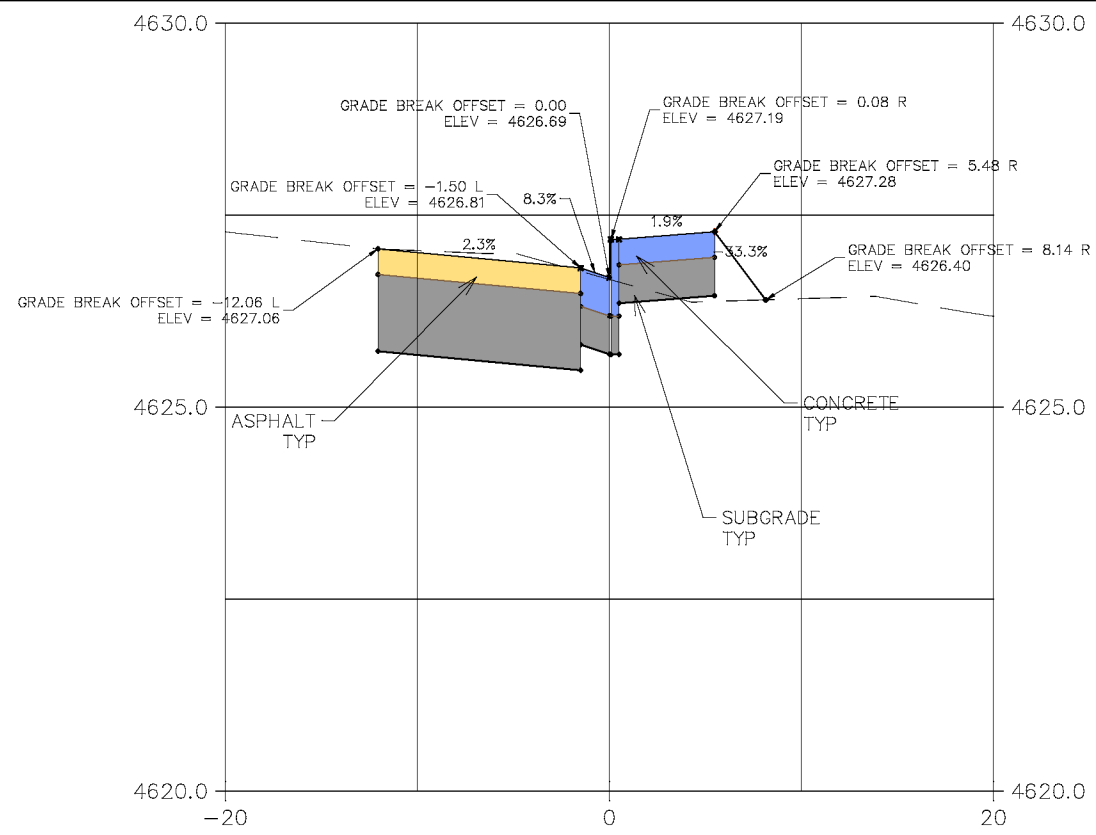 4630.0
4630.0
GRADE BREAK OFFSET = 0.00
ELEV = 4626.69
GRADE BREAK OFFSET = 0.08 R
ELEV = 4627.19
GRADE BREAK OFFSET = 5.48 R
ELEV = 4627.28
GRADE BREAK OFFSET = -1.50 L
ELEV = 4626.81
8.3%
1.9%
2.3%
33.3%
GRADE BREAK OFFSET = 8.14 R
ELEV = 4626.40
GRADE BREAK OFFSET = -12.06 L
ELEV = 4627.06
4625.0
4625.0
ASPHALT
TYP
CONCRETE
TYP
SUBGRADE
TYP
4620.0
4620.0
-20
0
20